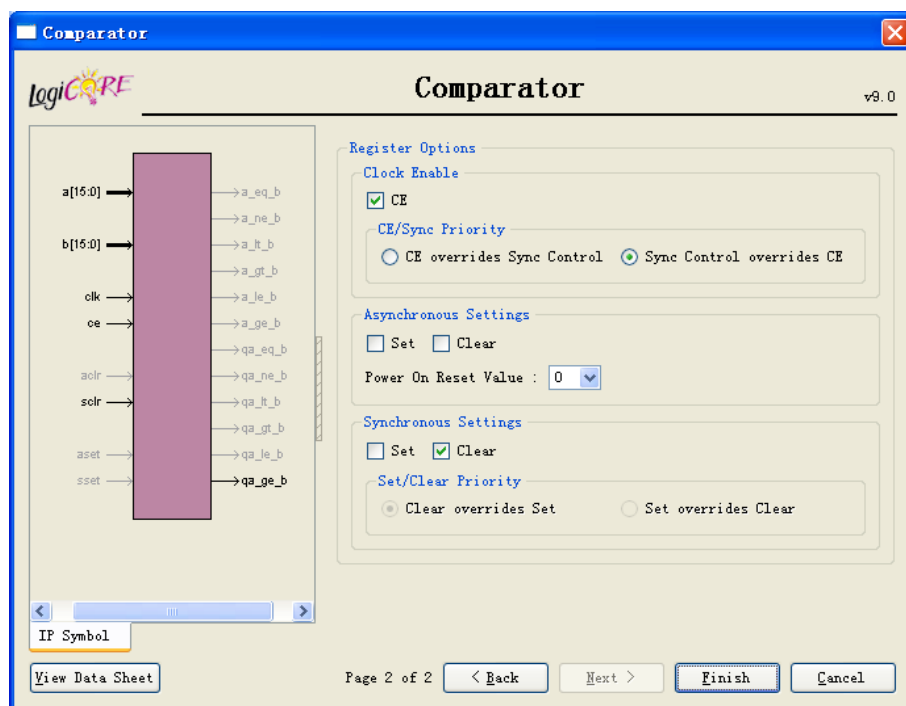 Comparator
LogiCORE
Comparator
v9.0
a[15:0]
b[15:0]
clk
ce
aclr
sclr
aset
sset
a_eq_b
a_ne_b
a_lt_b
a_gt_b
a_le_b
a_ge_b
qa_eq_b
qa_ne_b
qa_lt_b
qa_gt_b
qa_le_b
qa_ge_b
IP Symbol
Register Options
Clock Enable
CE
CE/Sync Priority
CE overrides Sync Control Sync Control overrides CE
Asynchronous Settings
Set Clear
Power On Reset Value : 0
Synchronous Settings
Set Clear
Set/Clear Priority
Clear overrides Set Set overrides Clear
View Data Sheet Page 2 of 2 < Back Next > Finish Cancel